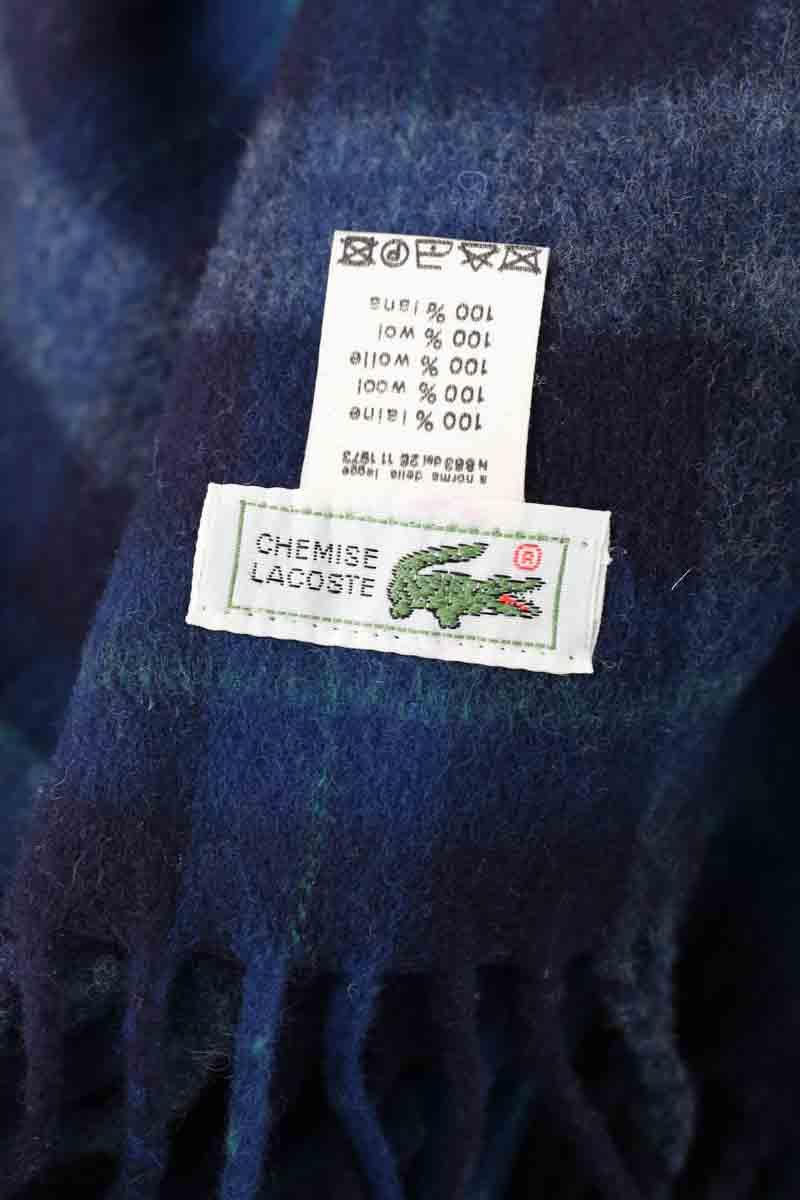 a norma della legge
N 883 del 26 11 1973
100 % laine
100 % wool
100 % wolle
100 % wol
100 % lana
P
CHEMISE
LACOSTE
®